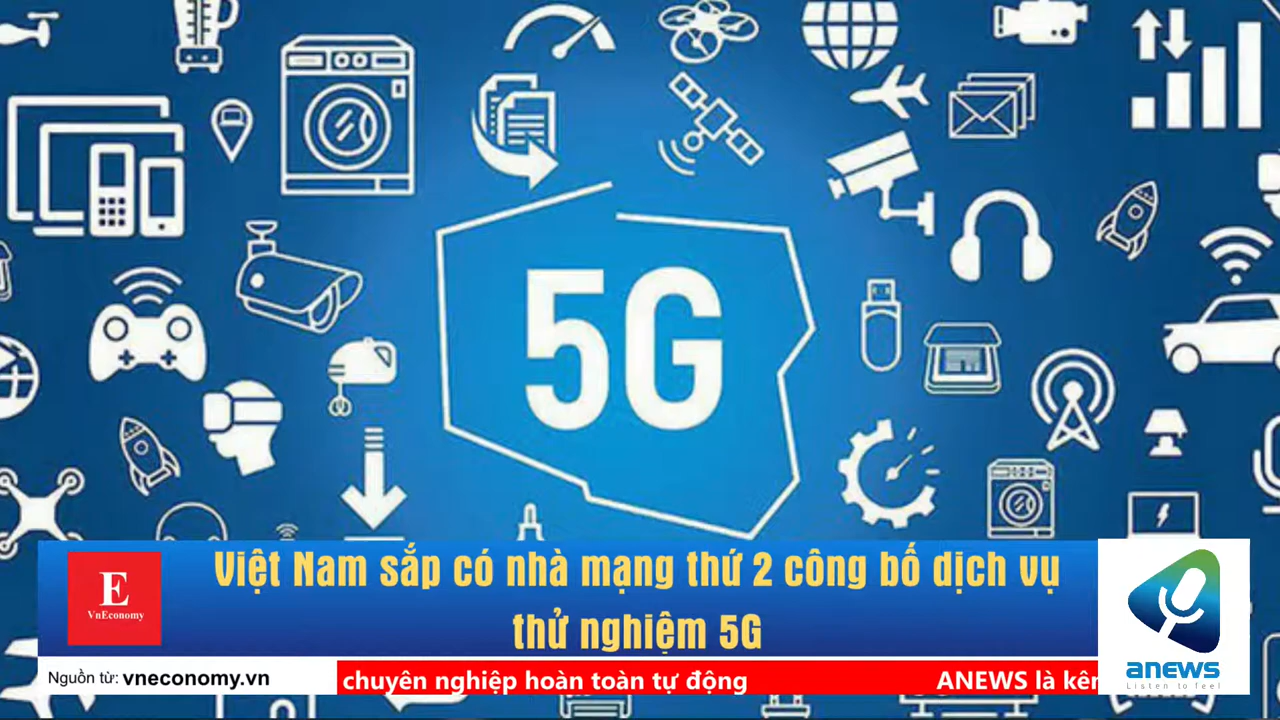 5G
Việt Nam sắp có nhà mạng thứ 2 công bố dịch vụ
thử nghiệm 5G
E
VnEconomy
Nguồn từ: vneconomy.vn
chuyên nghiệp hoàn toàn tự động ANEWS là kên
anews
Listen to feel